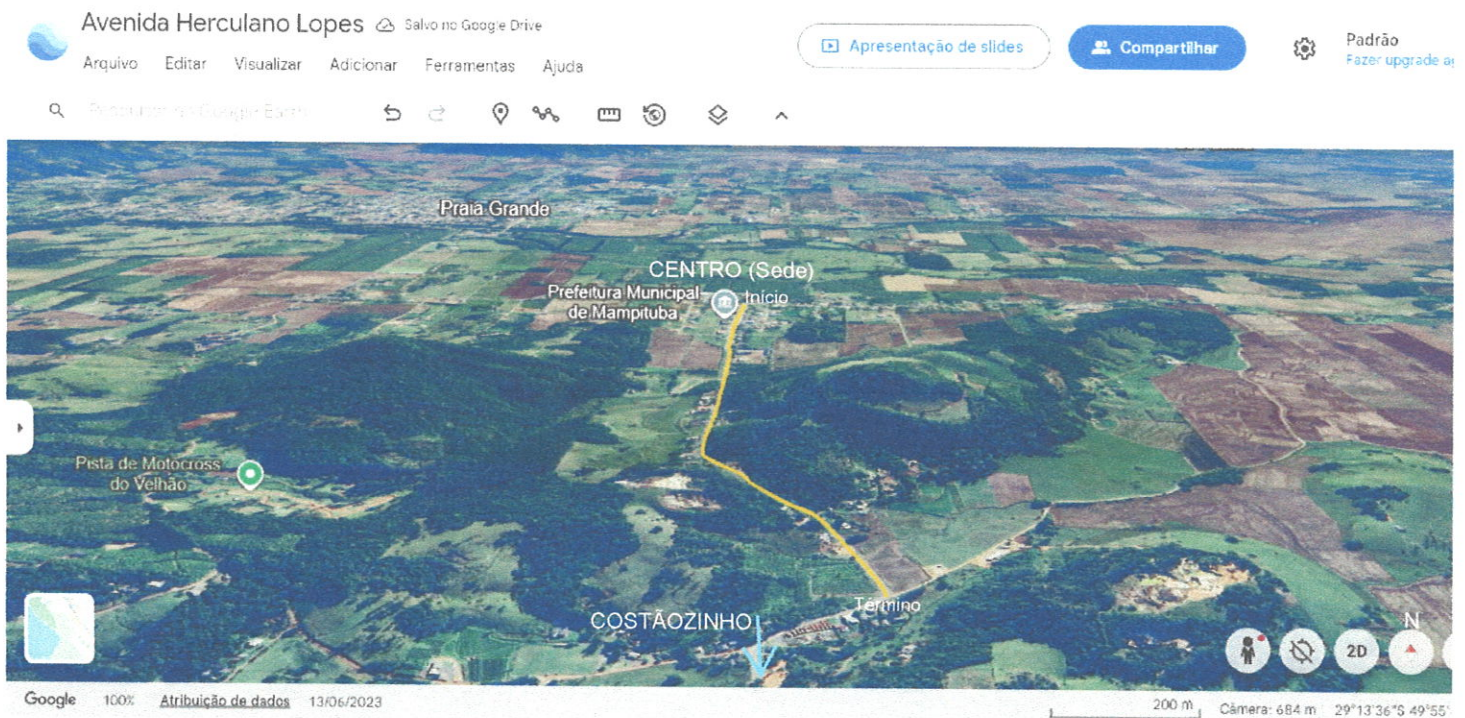 Avenida Herculano Lopes Salvo no Google Drive
Arquivo Editar Visualizar Adicionar Ferramentas Ajuda
Apresentação de slides
Compartilhar
Padrão
Fazer upgrade
Praia Grande
CENTRO (Sede)
Prefeitura Municipal
de Mampituba
Início
Pista de Motocross
do Velhão
Término
COSTÃOZINHO
N
2D
Google 100% Atribuição de dados 13/06/2023
200 m Câmera: 684 m 29°13'36"S 49°55'